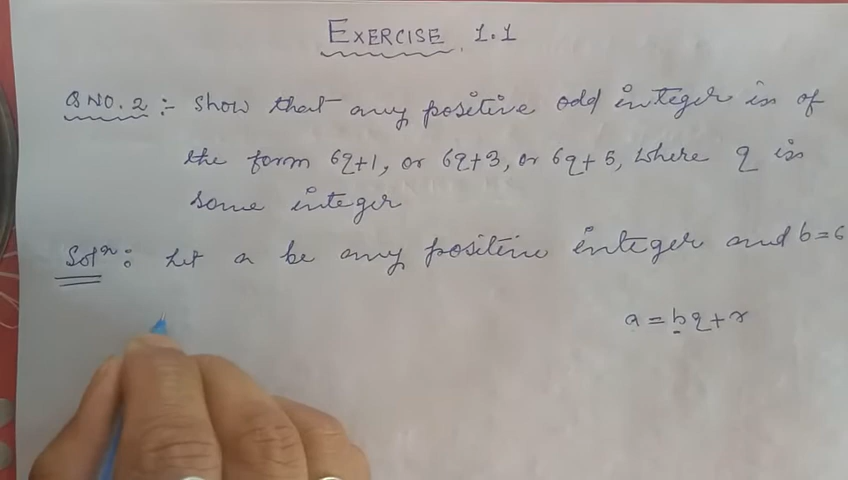 EXERCISE 1.1
Q NO. 2 :- Show that any positive odd integer is of
the form 6q+1, or 6q+3, or 6q+5, where q is
some integer
Solⁿ: Let a be any positive integer and b=6
a = bq + r